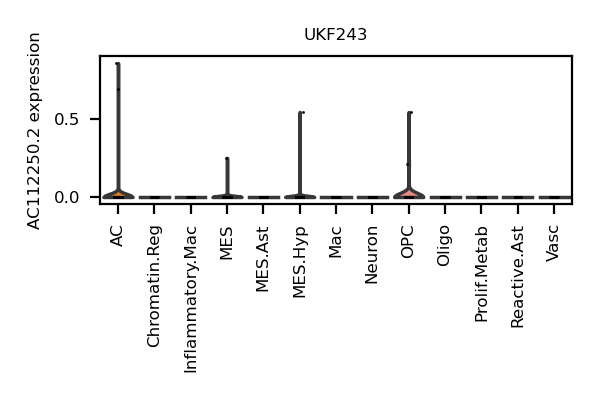 UKF243
AC112250.2 expression
0.5
0.0
AC
Chromatin.Reg
Inflammatory.Mac
MES
MES.Ast
MES.Hyp
Mac
Neuron
OPC
Oligo
Prolif.Metab
Reactive.Ast
Vasc